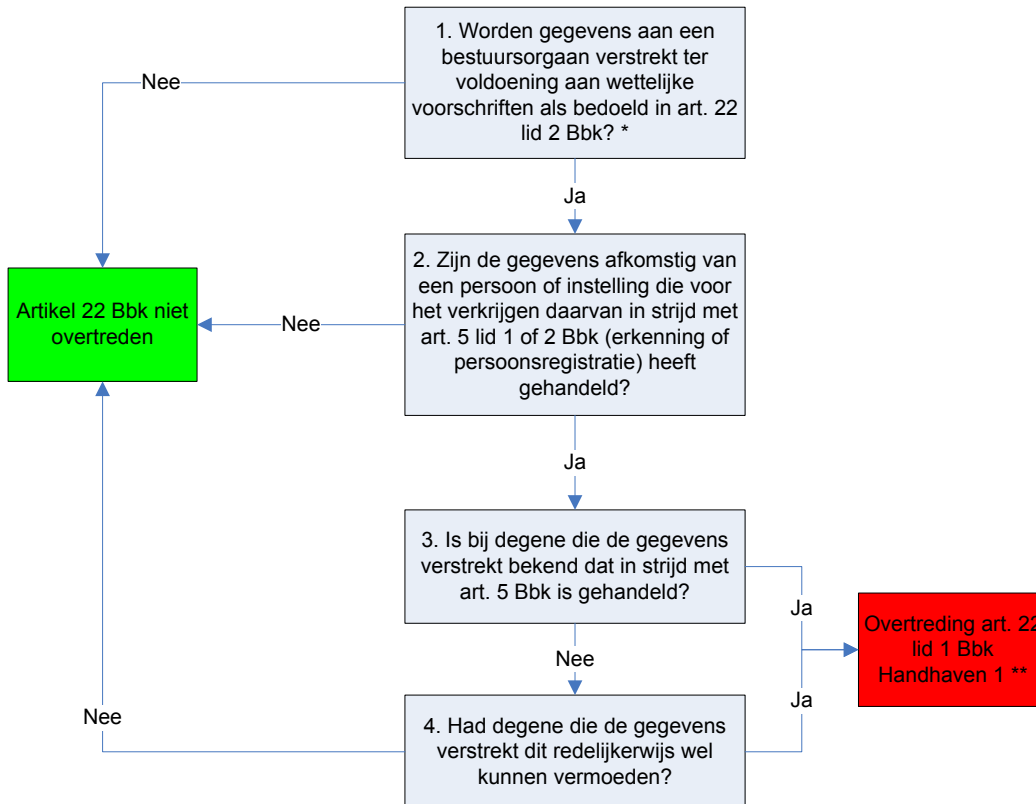 1. Worden gegevens aan een
bestuursorgaan verstrekt ter
voldoening aan wettelijke
voorschriften als bedoeld in art. 22
lid 2 Bbk? *
Nee
Ja
2. Zijn de gegevens afkomstig van
een persoon of instelling die voor
het verkrijgen daarvan in strijd met
art. 5 lid 1 of 2 Bbk (erkenning of
persoonsregistratie) heeft
gehandeld?
Artikel 22 Bbk niet
overtreden
Nee
Ja
3. Is bij degene die de gegevens
verstrekt bekend dat in strijd met
art. 5 Bbk is gehandeld?
Ja
Overtreding art. 22
lid 1 Bbk
Handhaven 1 **
Nee
Ja
Nee
4. Had degene die de gegevens
verstrekt dit redelijkerwijs wel
kunnen vermoeden?